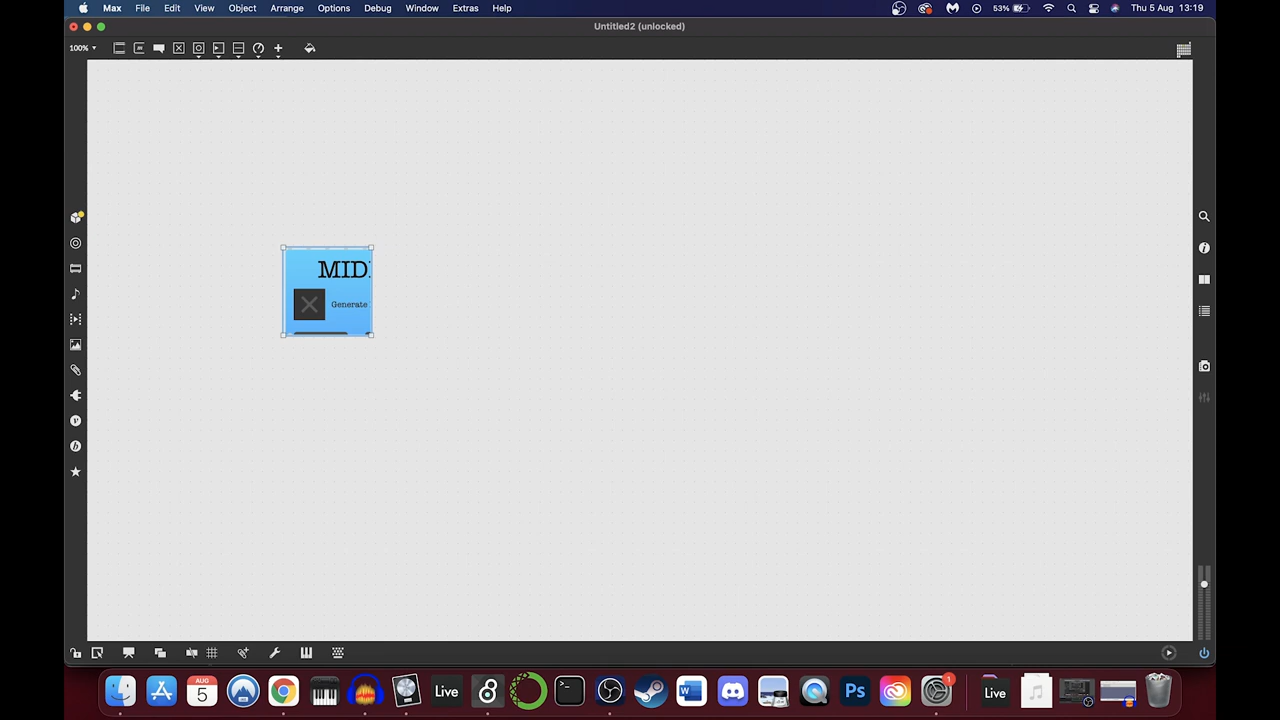 Max File Edit View Object Arrange Options Debug Window Extras Help 53% Thu 5 Aug 13:19
Untitled2 (unlocked)
100%
MID
Generate
AUG
5
Live
Live
1